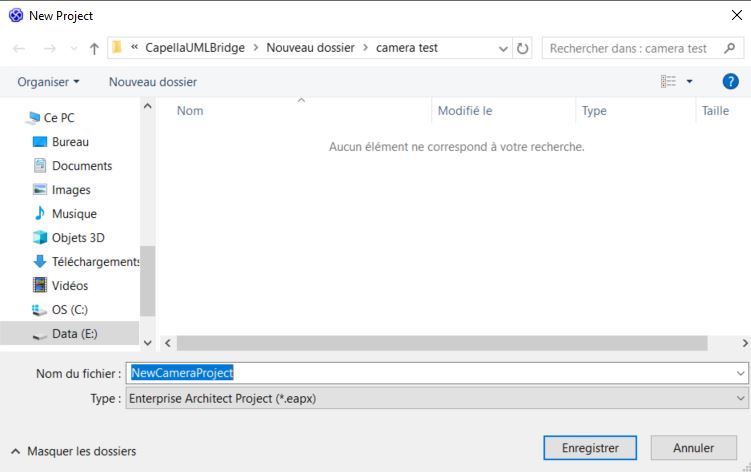 New Project
« CapellaUMLBridge > Nouveau dossier > camera test
Rechercher dans : camera test
Organiser
Nouveau dossier
?
Nom
Modifié le
Type
Taille
Aucun élément ne correspond à votre recherche.
Ce PC
Bureau
Documents
Images
Musique
Objets 3D
Téléchargements
Vidéos
OS (C:)
Data (E:)
Nom du fichier :
NewCameraProject
Type :
Enterprise Architect Project (*.eapx)
Masquer les dossiers
Enregistrer
Annuler